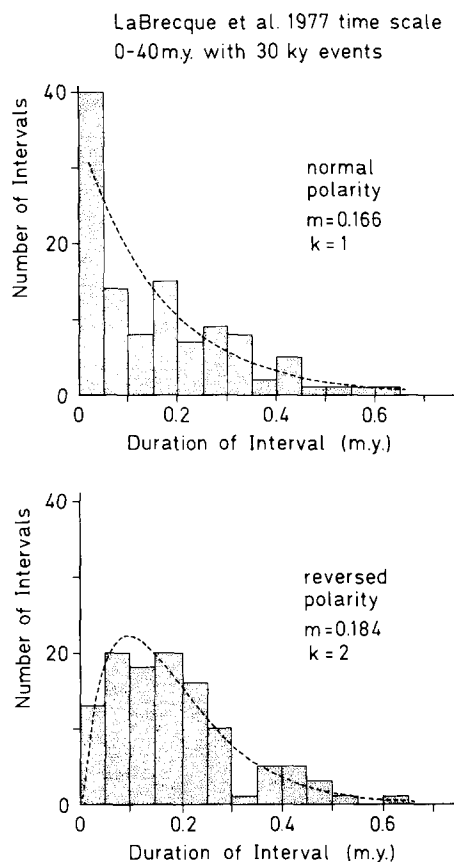 LaBrecque et al. 1977 time scale
0-40m.y. with 30 ky events
40
20
0
Number of Intervals
normal
polarity
m=0.166
k=1
0
0.2
0.4
0.6
Duration of Interval (m.y.)
40
20
0
Number of Intervals
reversed
polarity
m=0.184
k=2
0
0.2
0.4
0.6
Duration of Interval (m.y.)